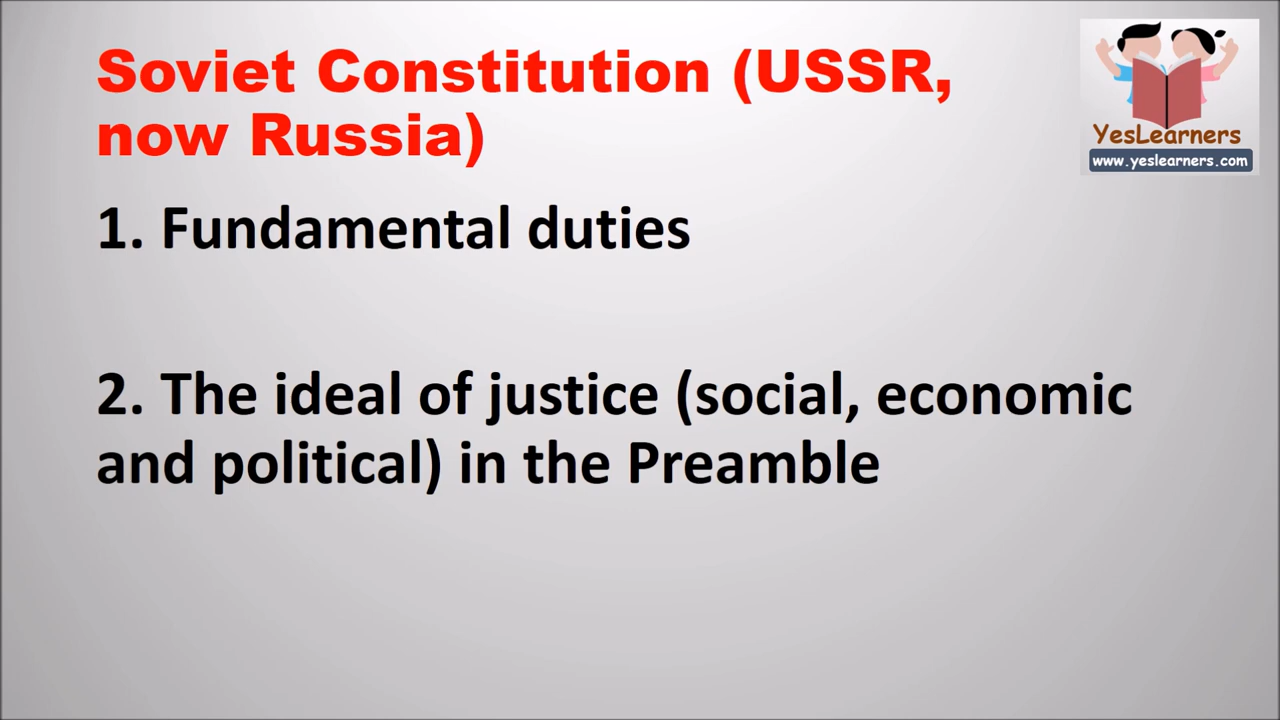 Soviet Constitution (USSR,
now Russia)
YesLearners
www.yeslearners.com
1. Fundamental duties
2. The ideal of justice (social, economic
and political) in the Preamble